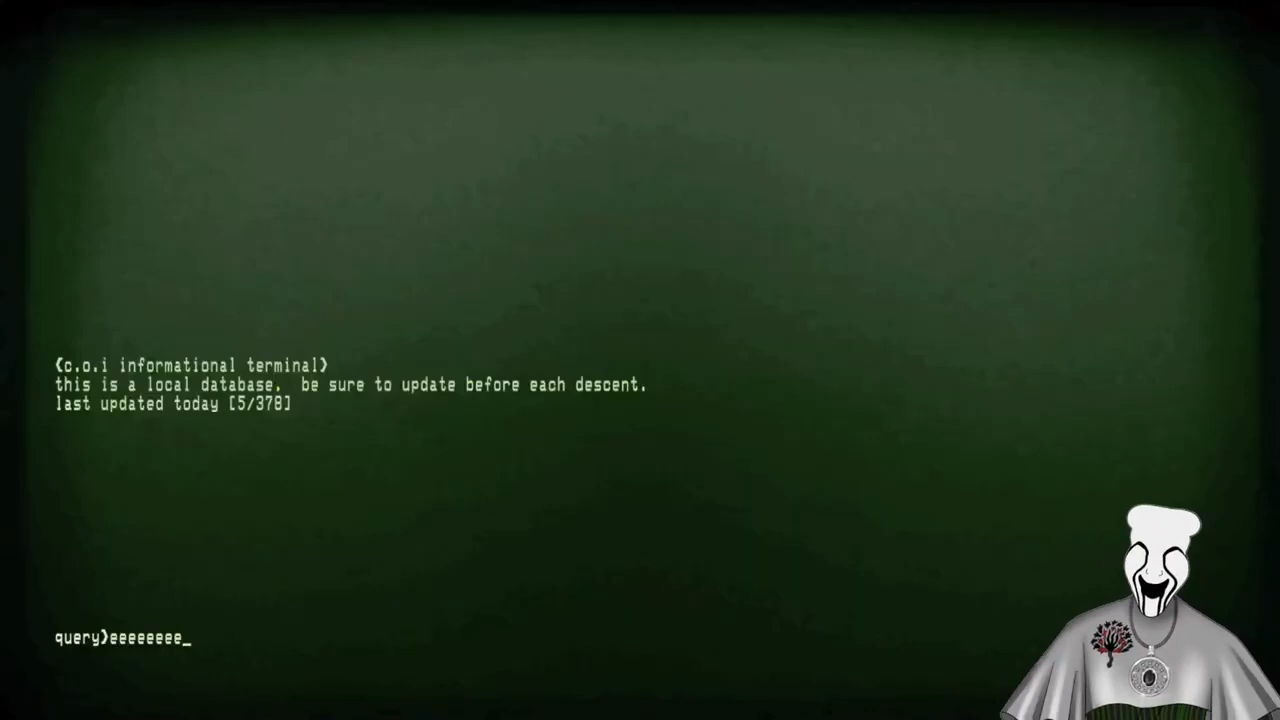 {c.o.i informational terminal}
this is a local database.  be sure to update before each descent.
last updated today [5/378]
query}eeeeeeee_